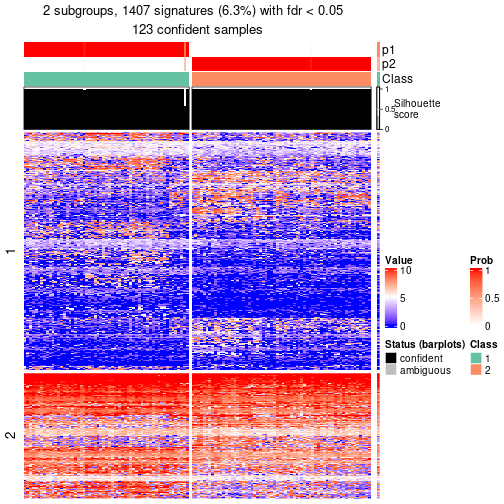 2 subgroups, 1407 signatures (6.3%) with fdr < 0.05
123 confident samples
p1
p2
Class
1
0.5
0
Silhouette
score
1
2
Value
10
5
0
Prob
1
0.5
0
Status (barplots)
confident
ambiguous
Class
1
2